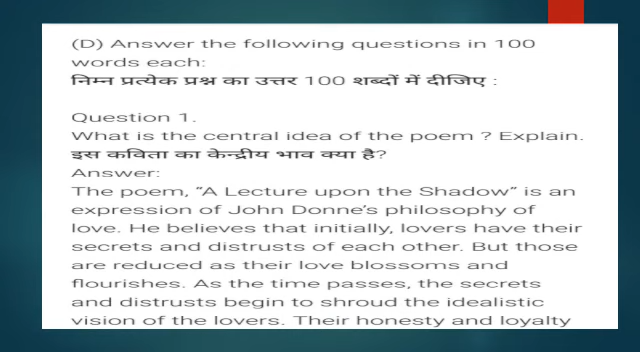 (D) Answer the following questions in 100
words each:
निम्न प्रत्येक प्रश्न का उत्तर 100 शब्दों में दीजिए :
Question 1.
What is the central idea of the poem ? Explain.
इस कविता का केन्द्रीय भाव क्या है?
Answer:
The poem, “A Lecture upon the Shadow” is an
expression of John Donne’s philosophy of
love. He believes that initially, lovers have their
secrets and distrusts of each other. But those
are reduced as their love blossoms and
flourishes. As the time passes, the secrets
and distrusts begin to shroud the idealistic
vision of the lovers. Their honesty and loyalty